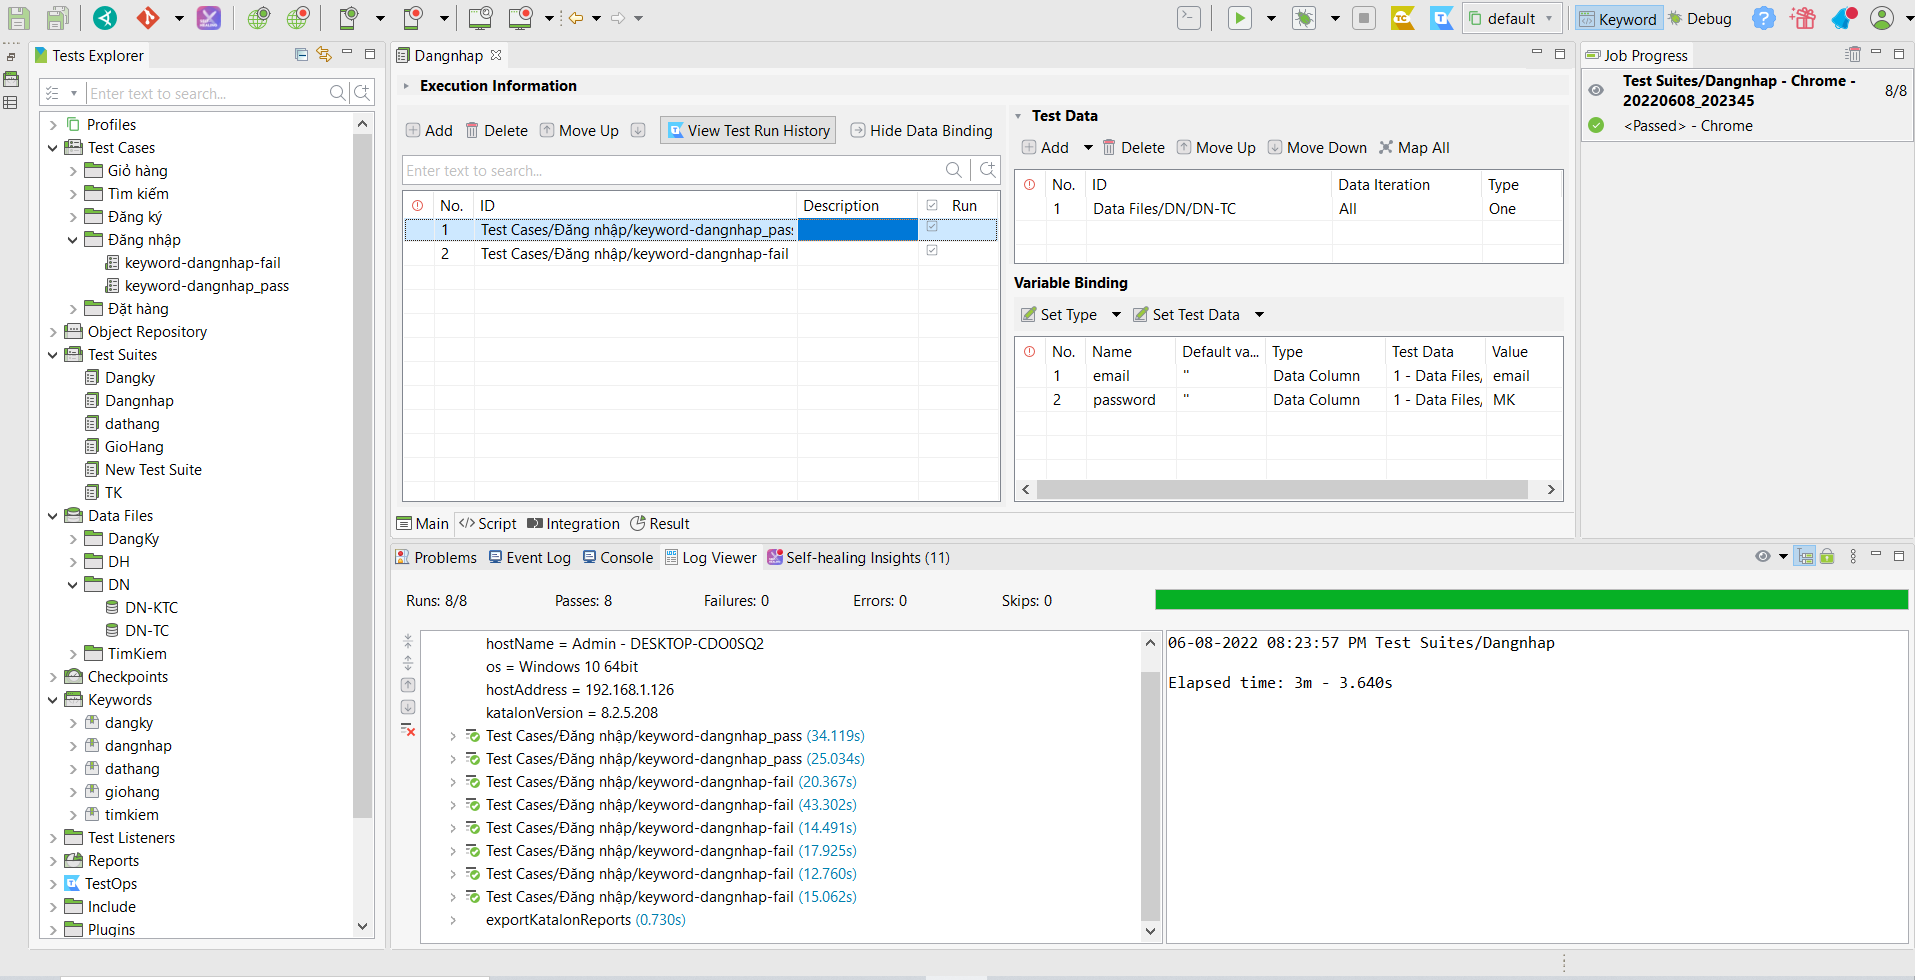 default
Keyword
Debug
Tests Explorer
Enter text to search...
Profiles
Test Cases
Giỏ hàng
Tìm kiếm
Đăng ký
Đăng nhập
keyword-dangnhap-fail
keyword-dangnhap_pass
Đặt hàng
Object Repository
Test Suites
Dangky
Dangnhap
dathang
GioHang
New Test Suite
TK
Data Files
DangKy
DH
DN
DN-KTC
DN-TC
TimKiem
Checkpoints
Keywords
dangky
dangnhap
dathang
giohang
timkiem
Test Listeners
Reports
TestOps
Include
Plugins
Dangnhap
Execution Information
Add Delete Move Up View Test Run History Hide Data Binding
Enter text to search...
No. ID Description Run
1 Test Cases/Đăng nhập/keyword-dangnhap_pas
2 Test Cases/Đăng nhập/keyword-dangnhap-fail
Test Data
Add Delete Move Up Move Down Map All
No. ID Data Iteration Type
1 Data Files/DN/DN-TC All One
Variable Binding
Set Type Set Test Data
No. Name Default va... Type Test Data Value
1 email '' Data Column 1 - Data Files, email
2 password '' Data Column 1 - Data Files, MK
Main Script Integration Result
Job Progress
Test Suites/Dangnhap - Chrome -
20220608_202345
8/8
<Passed> - Chrome
Problems Event Log Console Log Viewer Self-healing Insights (11)
Runs: 8/8 Passes: 8 Failures: 0 Errors: 0 Skips: 0
hostName = Admin - DESKTOP-CDO0SQ2
os = Windows 10 64bit
hostAddress = 192.168.1.126
katalonVersion = 8.2.5.208
Test Cases/Đăng nhập/keyword-dangnhap_pass (34.119s)
Test Cases/Đăng nhập/keyword-dangnhap_pass (25.034s)
Test Cases/Đăng nhập/keyword-dangnhap-fail (20.367s)
Test Cases/Đăng nhập/keyword-dangnhap-fail (43.302s)
Test Cases/Đăng nhập/keyword-dangnhap-fail (14.491s)
Test Cases/Đăng nhập/keyword-dangnhap-fail (17.925s)
Test Cases/Đăng nhập/keyword-dangnhap-fail (12.760s)
Test Cases/Đăng nhập/keyword-dangnhap-fail (15.062s)
exportKatalonReports (0.730s)
06-08-2022 08:23:57 PM Test Suites/Dangnhap
Elapsed time: 3m - 3.640s